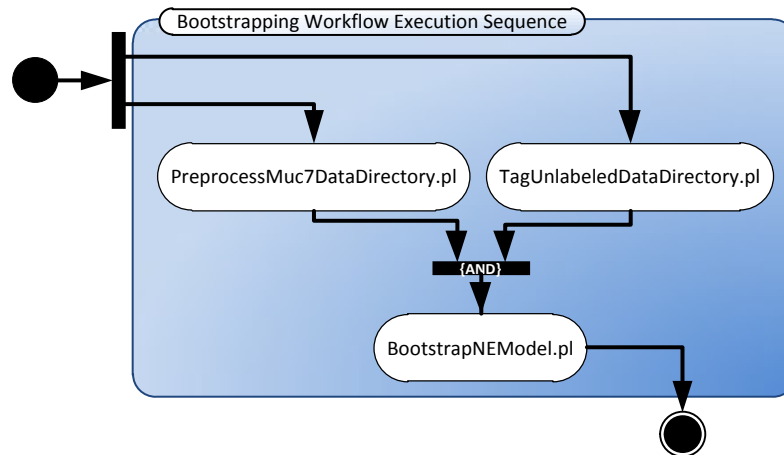 Bootstrapping Workflow Execution Sequence
PreprocessMuc7DataDirectory.pl
TagUnlabeledDataDirectory.pl
{AND}
BootstrapNEModel.pl